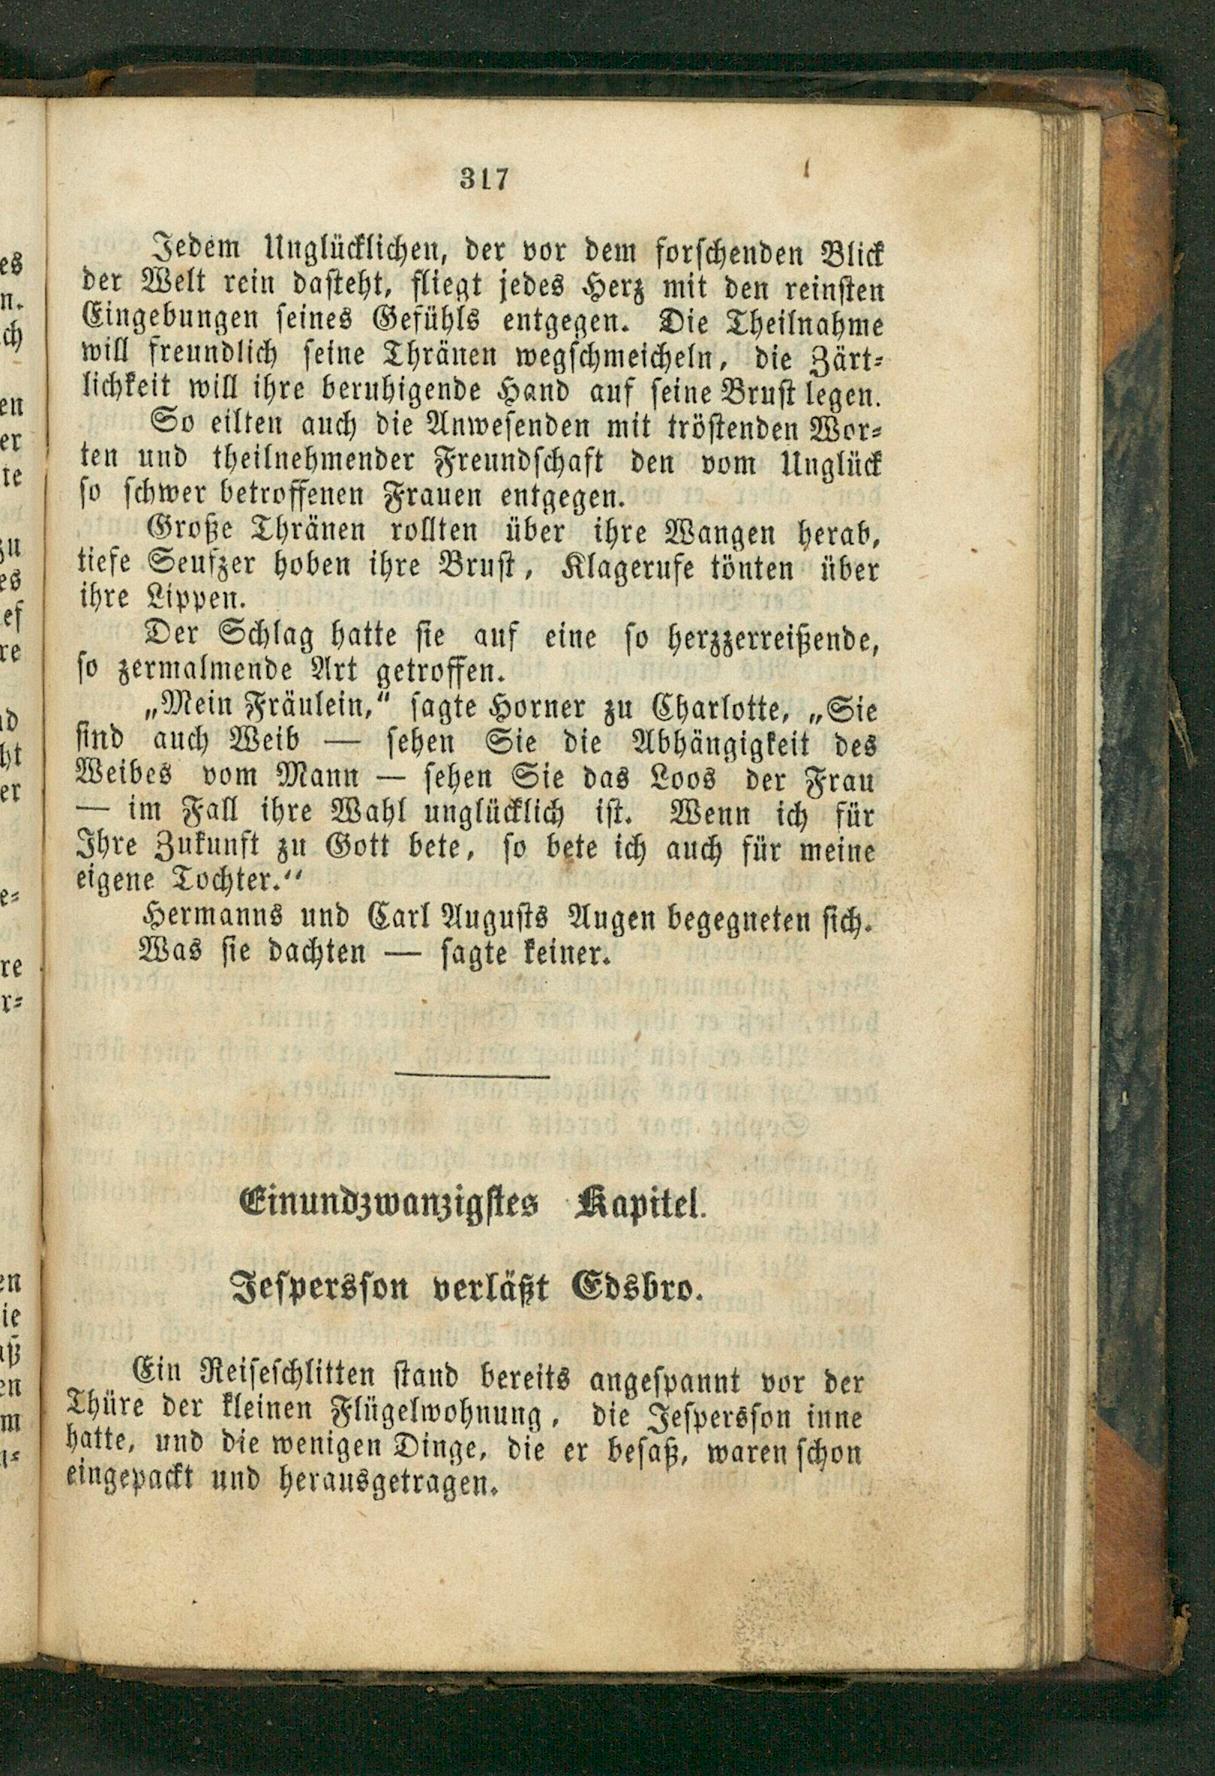 317
Jedem Unglücklichen, der vor dem forschenden Blick
der Welt rein dasteht, fliegt jedes Herz mit den reinsten
Eingebungen seines Gefühls entgegen. Die Theilnahme
will freundlich seine Thränen wegschmeicheln, die Zärt-
lichkeit will ihre beruhigende Hand auf seine Brust legen.
So eilten auch die Anwesenden mit tröstenden Wor-
ten und theilnehmender Freundschaft den vom Unglück
so schwer betroffenen Frauen entgegen.
Große Thränen rollten über ihre Wangen herab,
tiefe Seufzer hoben ihre Brust, Klagerufe tönten über
ihre Lippen.
Der Schlag hatte sie auf eine so herzzerreißende,
so zermalmende Art getroffen.
„Mein Fräulein,“ sagte Horner zu Charlotte, „Sie
sind auch Weib — sehen Sie die Abhängigkeit des
Weibes vom Mann — sehen Sie das Loos der Frau
— im Fall ihre Wahl unglücklich ist. Wenn ich für
Ihre Zukunft zu Gott bete, so bete ich auch für meine
eigene Tochter.“
Hermanns und Carl Augusts Augen begegneten sich.
Was sie dachten — sagte keiner.
Einundzwanzigstes Kapitel.
Jespersson verläßt Edsbro.
Ein Reiseschlitten stand bereits angespannt vor der
Thüre der kleinen Flügelwohnung, die Jespersson inne
hatte, und die wenigen Dinge, die er besaß, waren schon
eingepackt und herausgetragen.